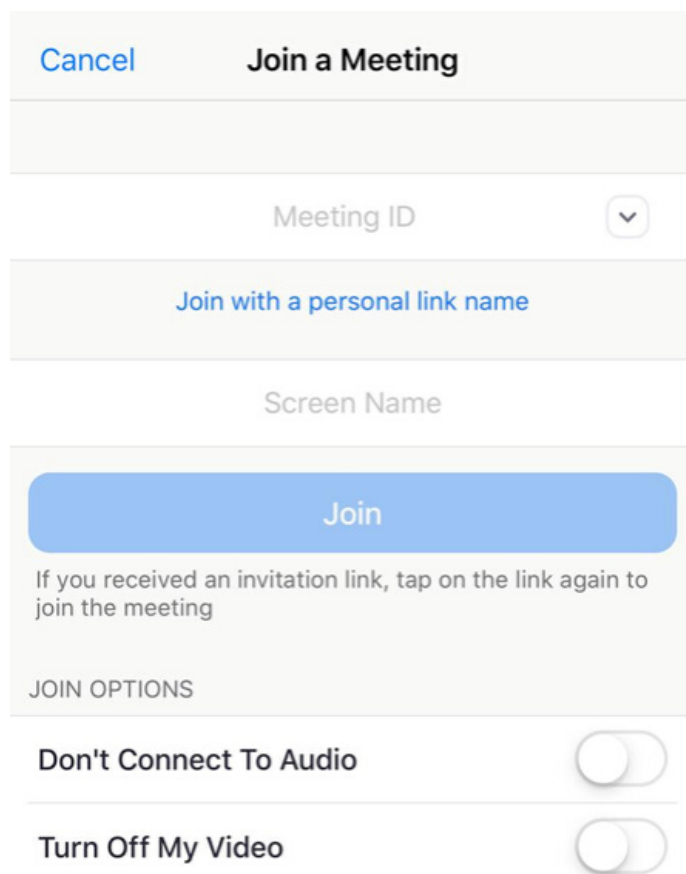 Cancel Join a Meeting
Meeting ID
Join with a personal link name
Screen Name
Join
If you received an invitation link, tap on the link again to
join the meeting
JOIN OPTIONS
Don't Connect To Audio
Turn Off My Video